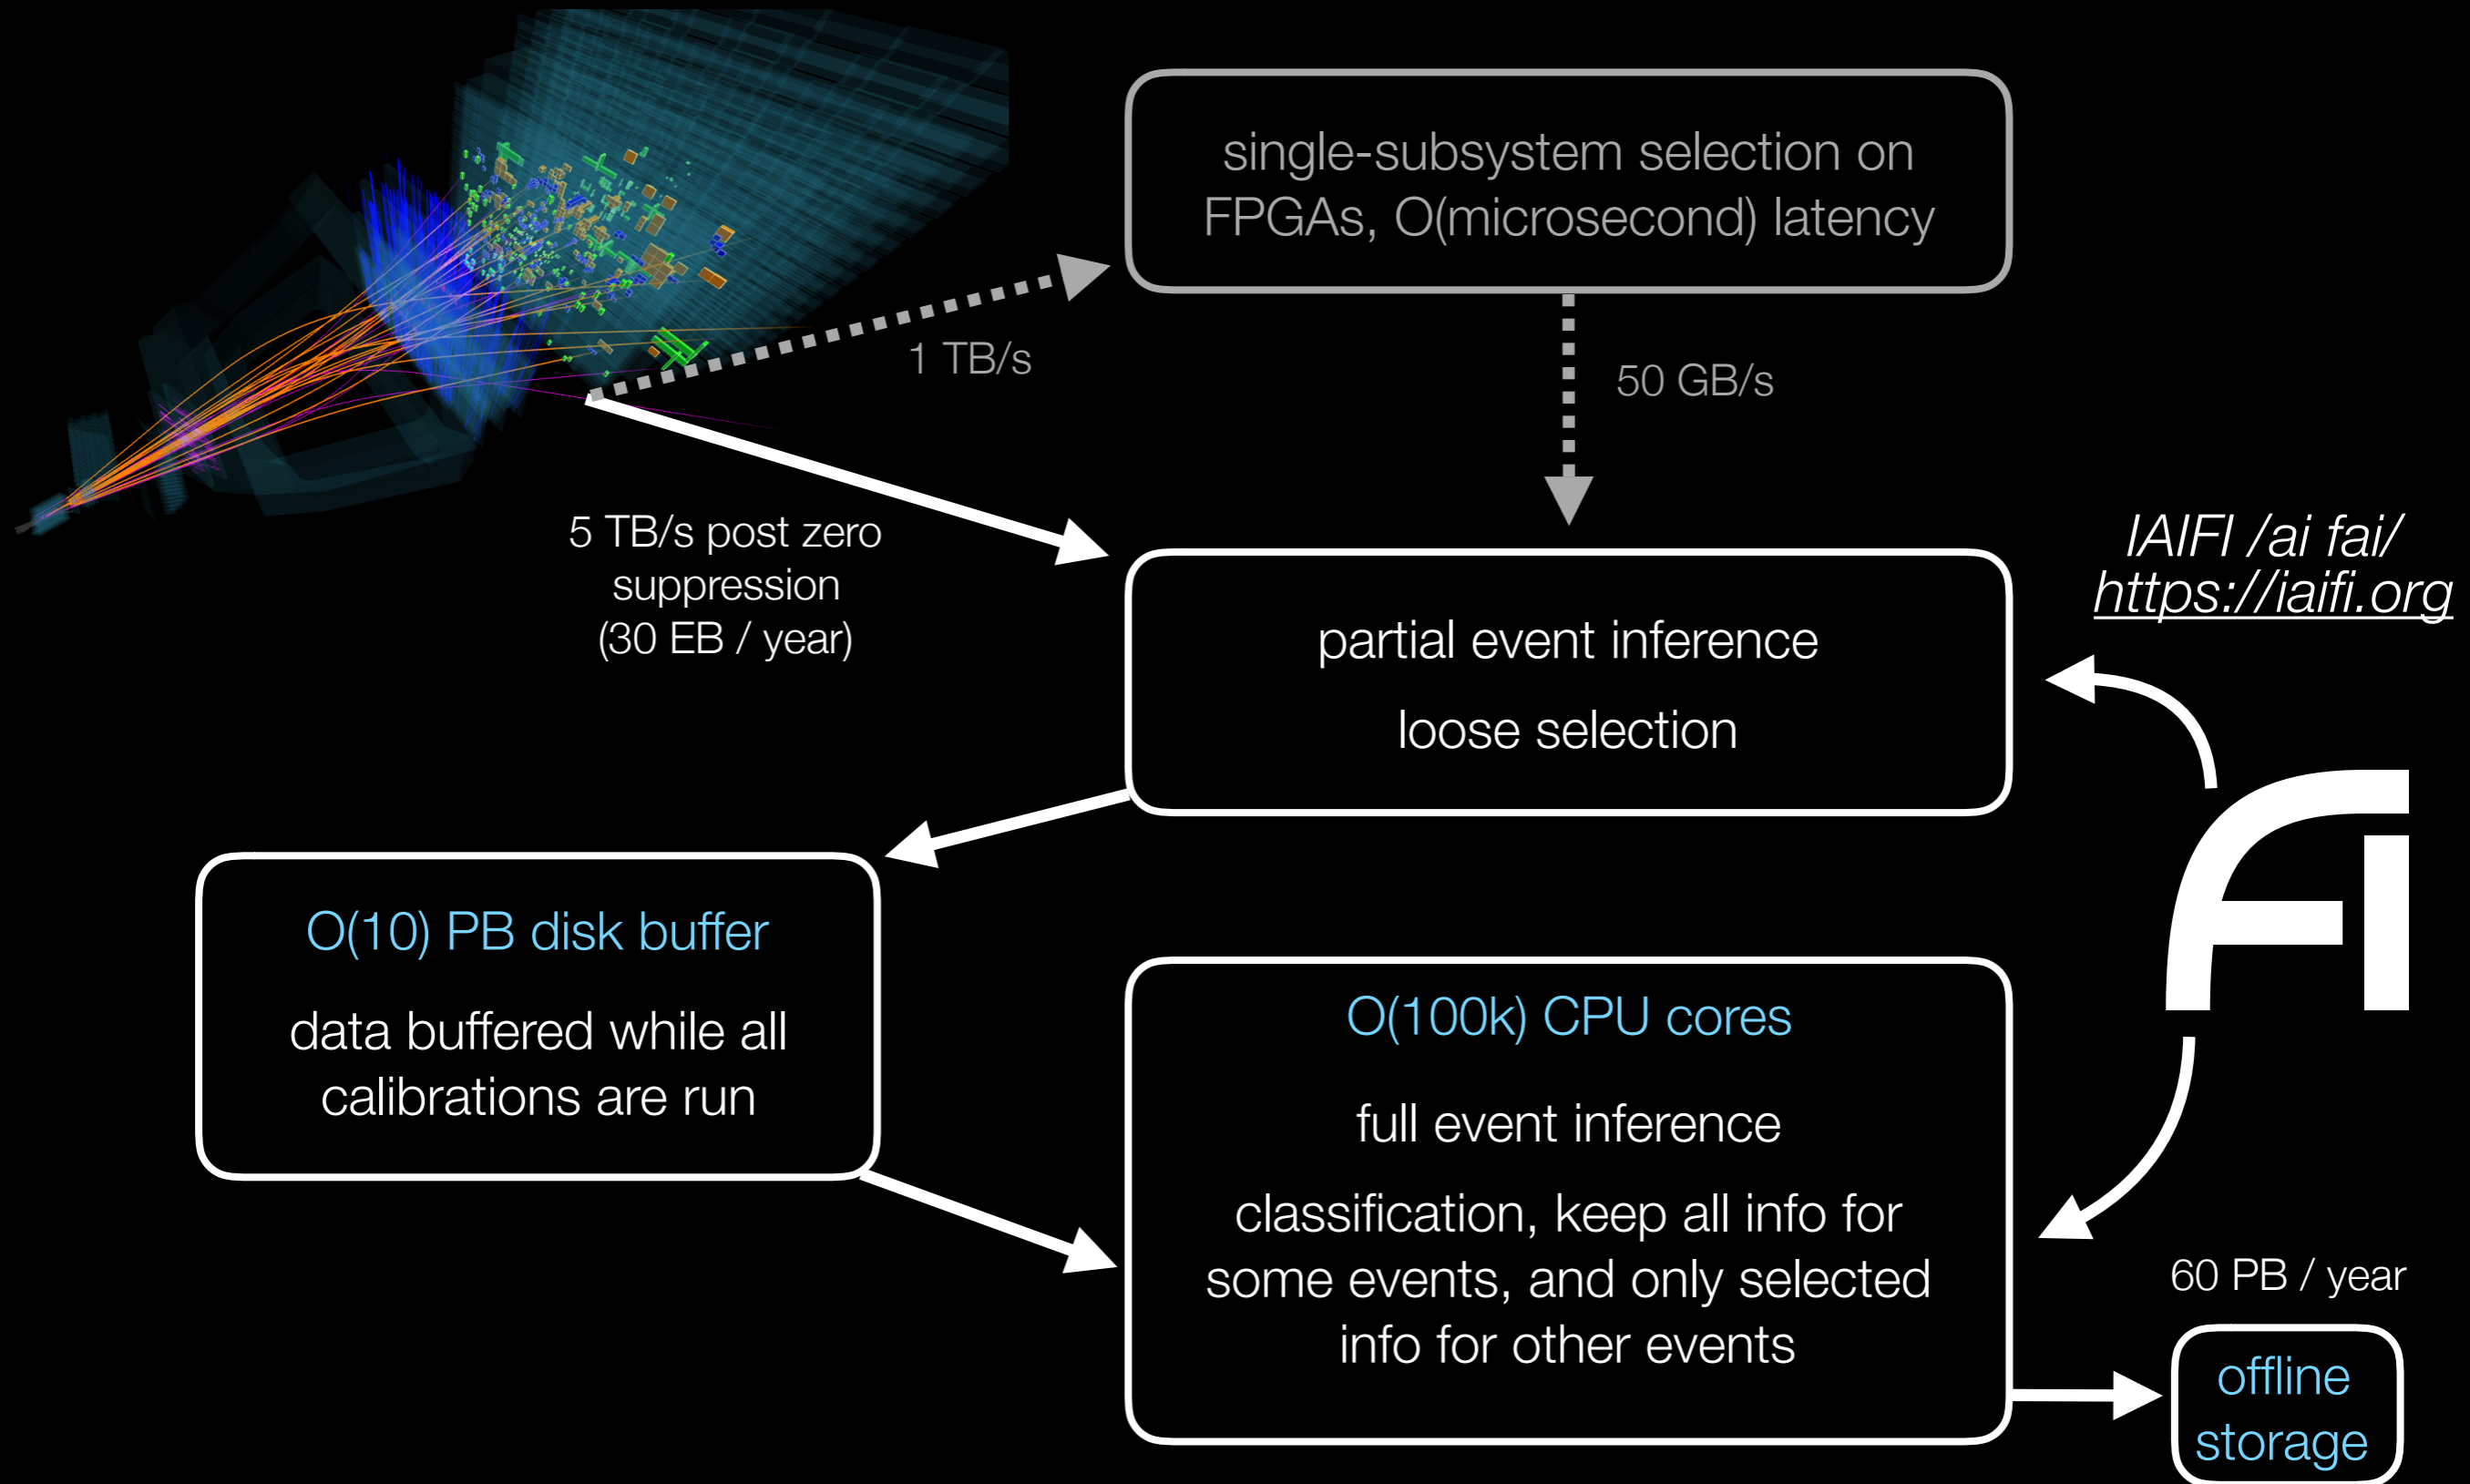 single-subsystem selection on
FPGAs, O(microsecond) latency
1 TB/s
50 GB/s
5 TB/s post zero
suppression
(30 EB / year)
IAIFI /ai fai/
https://iaifi.org
partial event inference
loose selection
FI
O(10) PB disk buffer
data buffered while all
calibrations are run
O(100k) CPU cores
full event inference
classification, keep all info for
some events, and only selected
info for other events
60 PB / year
offline
storage